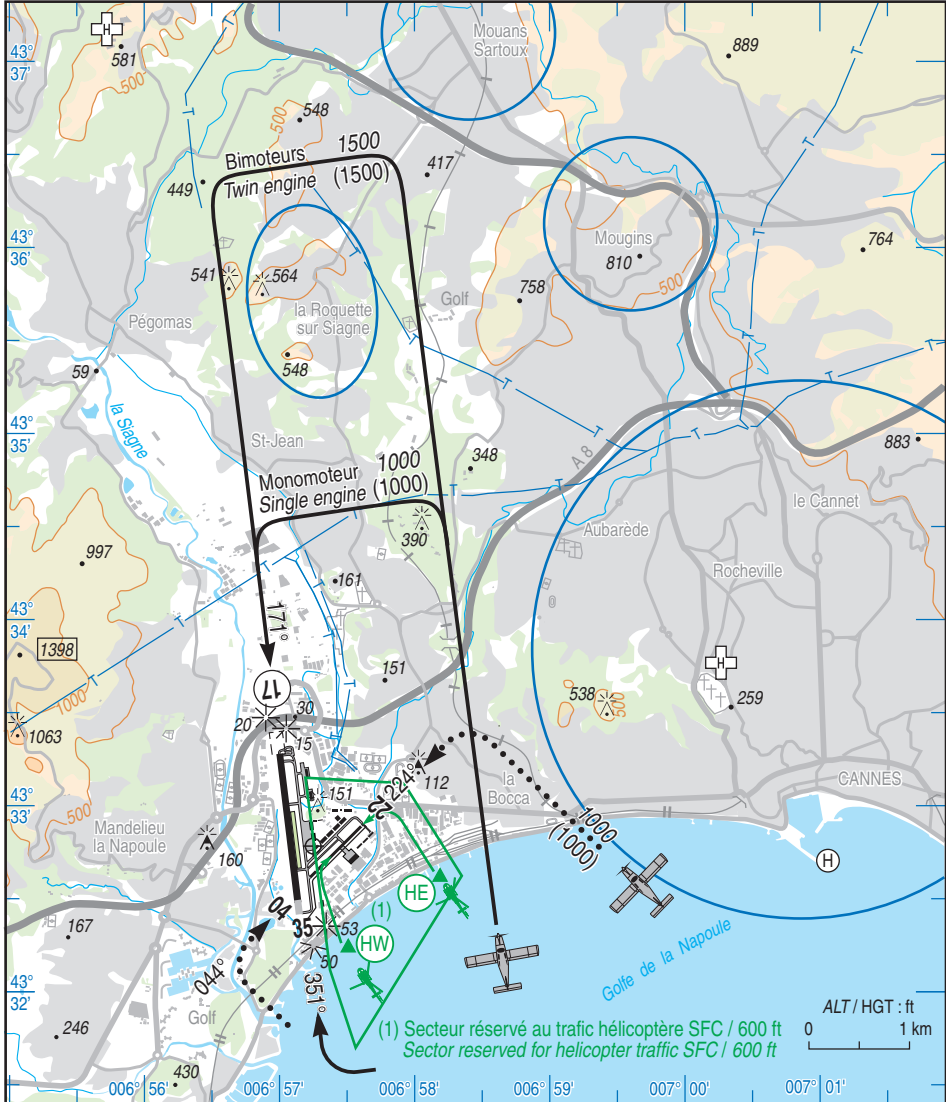 43°
37'
H
581
500
Mouans
Sartoux
889
T
548
500
Bimoteurs 1500
Twin engine (1500)
417
449
43°
36'
Mougins
810
764
500
541
564
la Roquette
sur Siagne
Golf
758
Pégomas
548
59
la Siagne
43°
35'
St-Jean
883
Monomoteur 1000
Single engine (1000)
348
A 8
le Cannet
390
Aubarède
997
161
Rocheville
43°
34'
171°
1398
151
H
1000
17
538
500
259
1063
20
30
15
500
112
224°
22
la
Bocca
CANNES
43°
33'
151
1000
(1000)
Mandelieu
la Napoule
160
H
HE
04
(1)
35
53
HW
167
50
044°
Golfe de la Napoule
43°
32'
351°
Golf
246
ALT / HGT : ft
0 1 km
(1) Secteur réservé au trafic hélicoptère SFC / 600 ft
Sector reserved for helicopter traffic SFC / 600 ft
430
006° 56' 006° 57' 006° 58' 006° 59' 007° 00' 007° 01'